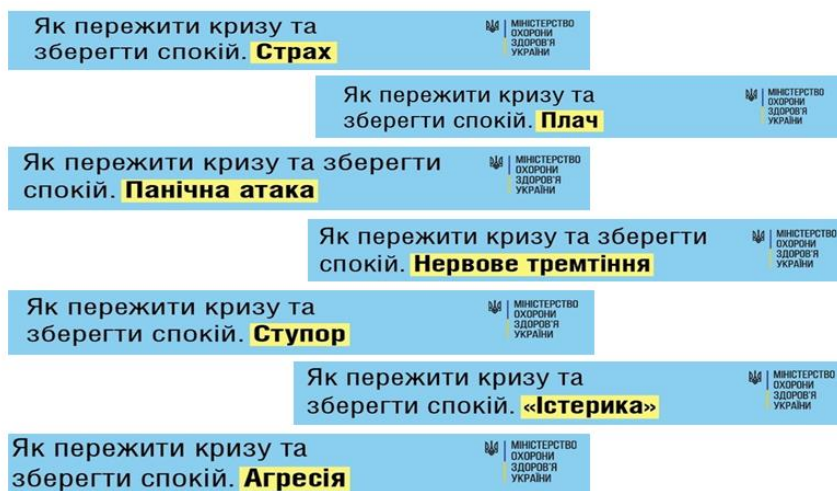 Як пережити кризу та
зберегти спокій. Страх
МІНІСТЕРСТВО
ОХОРОНИ
ЗДОРОВ'Я
УКРАЇНИ
Як пережити кризу та
зберегти спокій. Плач
МІНІСТЕРСТВО
ОХОРОНИ
ЗДОРОВ'Я
УКРАЇНИ
Як пережити кризу та зберегти
спокій. Панічна атака
МІНІСТЕРСТВО
ОХОРОНИ
ЗДОРОВ'Я
УКРАЇНИ
Як пережити кризу та зберегти
спокій. Нервове тремтіння
МІНІСТЕРСТВО
ОХОРОНИ
ЗДОРОВ'Я
УКРАЇНИ
Як пережити кризу та
зберегти спокій. Ступор
МІНІСТЕРСТВО
ОХОРОНИ
ЗДОРОВ'Я
УКРАЇНИ
Як пережити кризу та
зберегти спокій. «Істерика»
МІНІСТЕРСТВО
ОХОРОНИ
ЗДОРОВ'Я
УКРАЇНИ
Як пережити кризу та
зберегти спокій. Агресія
МІНІСТЕРСТВО
ОХОРОНИ
ЗДОРОВ'Я
УКРАЇНИ